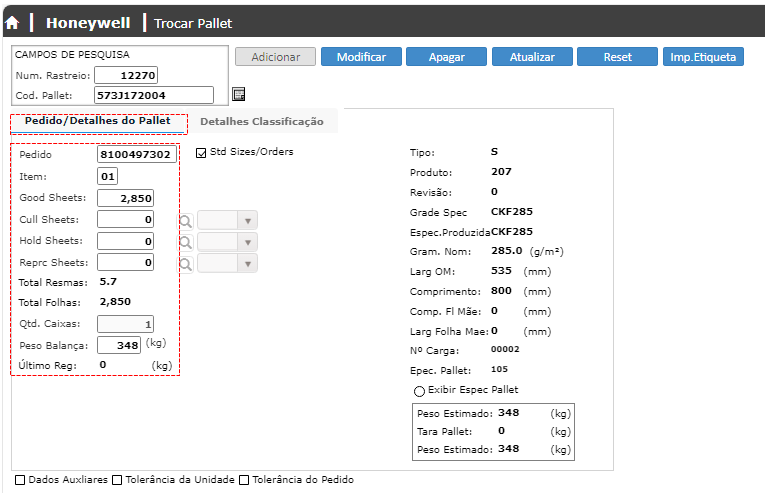 Honeywell Trocar Pallet
CAMPOS DE PESQUISA
Adicionar Modificar Apagar Atualizar Reset Imp.Etiqueta
Num. Rastreio: 12270
Cod. Pallet: 573J172004
Pedido/Detalhes do Pallet Detalhes Classificação
Pedido 8100497302
Std Sizes/Orders
Item: 01
Good Sheets: 2,850
Cull Sheets: 0
Hold Sheets: 0
Reprc Sheets: 0
Total Resmas: 5.7
Total Folhas: 2,850
Qtd. Caixas: 1
Peso Balança: 348 (kg)
Último Reg: 0 (kg)
Tipo: S
Produto: 207
Revisão: 0
Grade Spec CKF285
Espec.Produzida CKF285
Gram. Nom: 285.0 (g/m²)
Larg OM: 535 (mm)
Comprimento: 800 (mm)
Comp. Fl Mãe: 0 (mm)
Larg Folha Mae: 0 (mm)
Nº Carga: 00002
Epec. Pallet: 105
Exibir Espec Pallet
Peso Estimado: 348 (kg)
Tara Pallet: 0 (kg)
Peso Estimado: 348 (kg)
Dados Auxliares Tolerância da Unidade Tolerância do Pedido